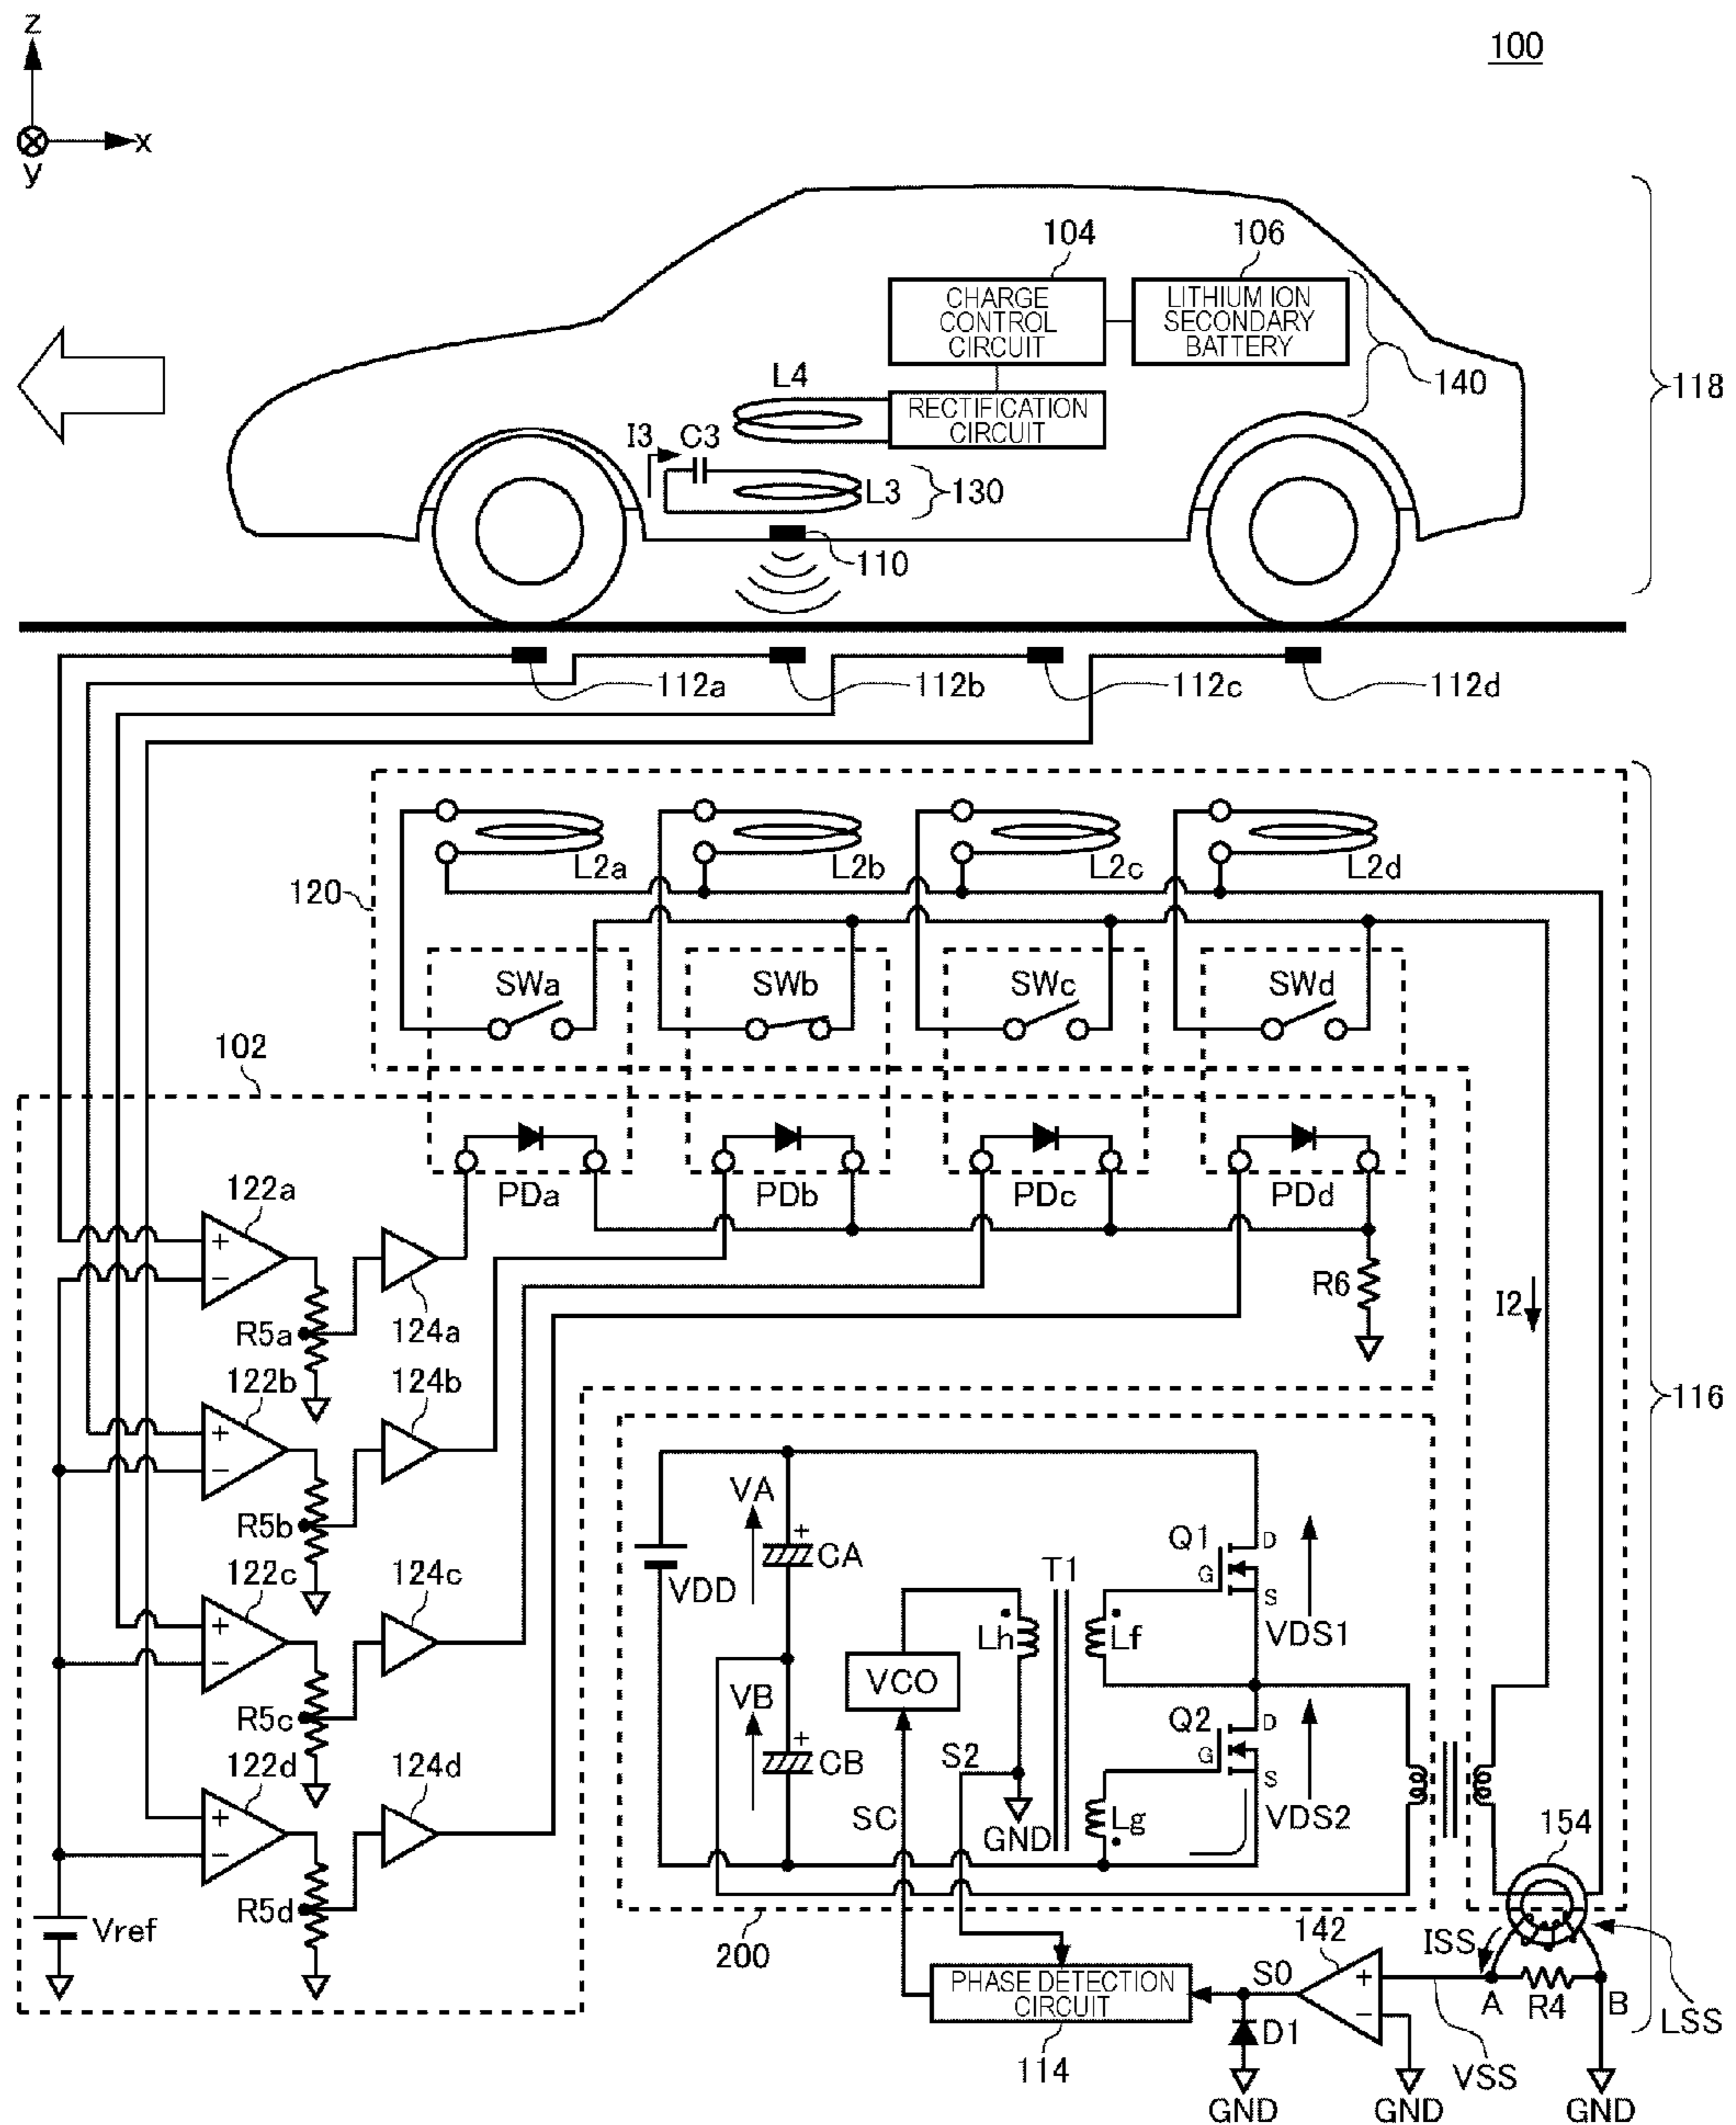 100
z
x
y
104
106
CHARGE
CONTROL
CIRCUIT
LITHIUM ION
SECONDARY
BATTERY
140
118
L4
RECTIFICATION
CIRCUIT
I3
C3
L3
130
110
112a
112b
112c
112d
L2a
L2b
L2c
L2d
120
SWa
SWb
SWc
SWd
102
PDa
PDb
PDc
PDd
122a
+
−
R5a
124a
R6
I2
122b
+
−
R5b
124b
116
122c
+
−
R5c
124c
122d
+
−
R5d
124d
Vref
VA
+
CA
VDD
VB
+
CB
VCO
Lh
T1
Lf
Lg
Q1
D
G
S
VDS1
Q2
D
G
S
VDS2
S2
SC
GND
200
154
142
ISS
S0
+
−
A
R4
B
LSS
PHASE DETECTION
CIRCUIT
114
D1
VSS
GND
GND
GND